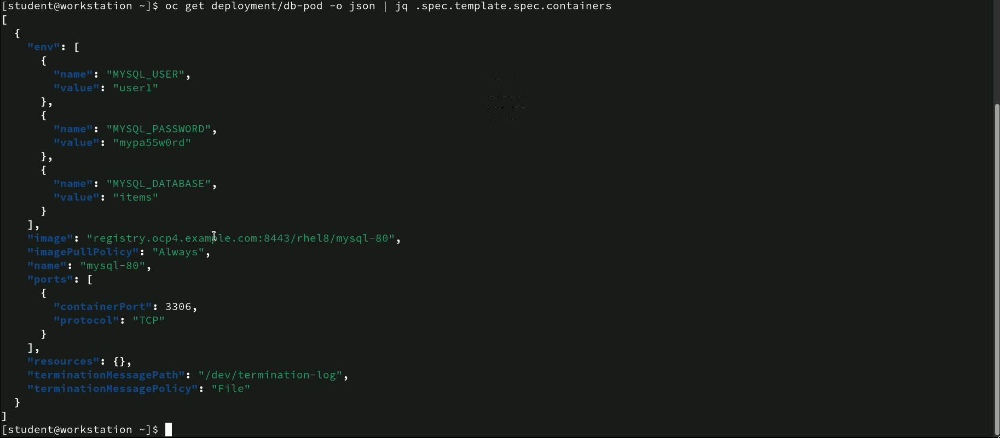 [student@workstation ~]$ oc get deployment/db-pod -o json | jq .spec.template.spec.containers
[
  {
    "env": [
      {
        "name": "MYSQL_USER",
        "value": "user1"
      },
      {
        "name": "MYSQL_PASSWORD",
        "value": "mypa55w0rd"
      },
      {
        "name": "MYSQL_DATABASE",
        "value": "items"
      }
    ],
    "image": "registry.ocp4.example.com:8443/rhel8/mysql-80",
    "imagePullPolicy": "Always",
    "name": "mysql-80",
    "ports": [
      {
        "containerPort": 3306,
        "protocol": "TCP"
      }
    ],
    "resources": {},
    "terminationMessagePath": "/dev/termination-log",
    "terminationMessagePolicy": "File"
  }
]
[student@workstation ~]$